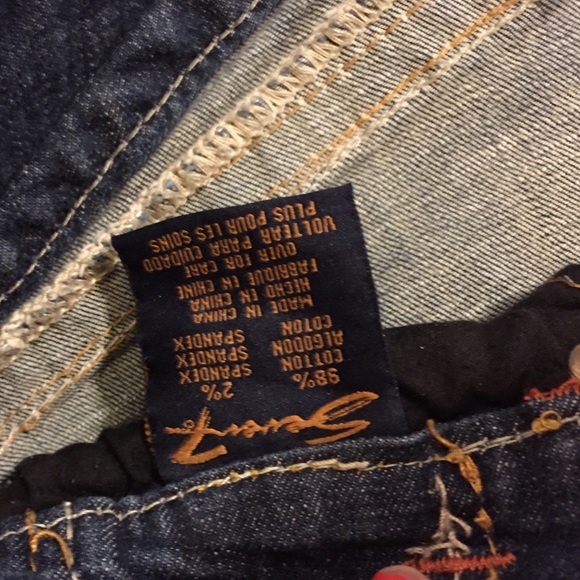 Seven7
98% 2%
COTTON SPANDEX
ALGODON SPANDEX
COTON SPANDEX
MADE IN CHINA
HECHO EN CHINA
FABRIQUE EN CHINE
OVER FOR CARE
VOLTEAR PARA CUIDADO
PLUS POUR LES SOINS